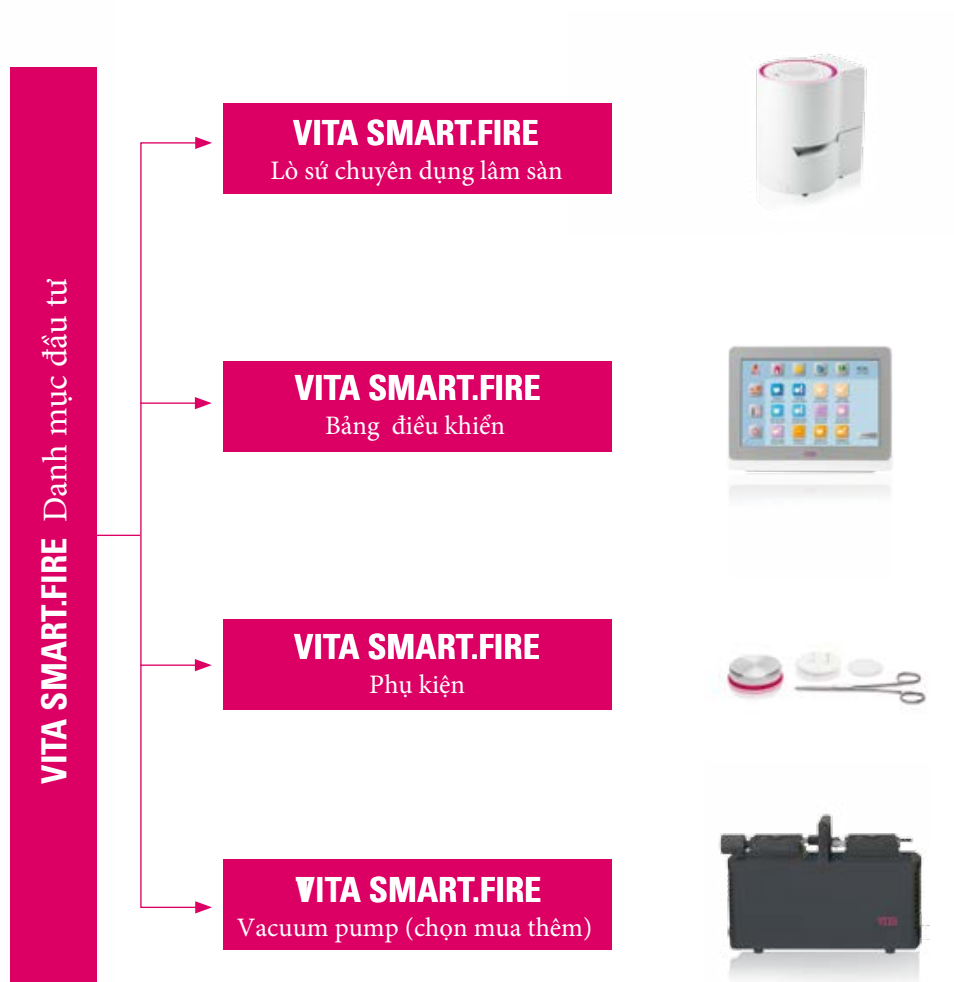 VITA SMART.FIRE Danh mục đầu tư
VITA SMART.FIRE
Lò sứ chuyên dụng lâm sàn
VITA SMART.FIRE
Bảng điều khiển
VITA SMART.FIRE
Phụ kiện
VITA SMART.FIRE
Vacuum pump (chọn mua thêm)
VITA